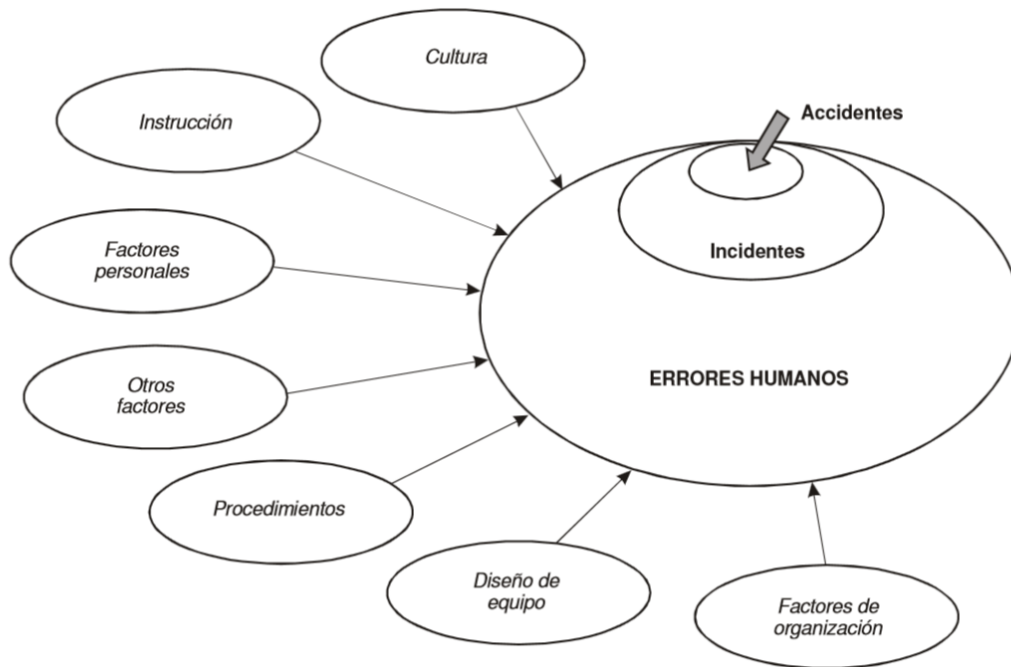 Cultura
Accidentes
Instrucción
Incidentes
Factores
personales
ERRORES HUMANOS
Otros
factores
Procedimientos
Diseño de
equipo
Factores de
organización